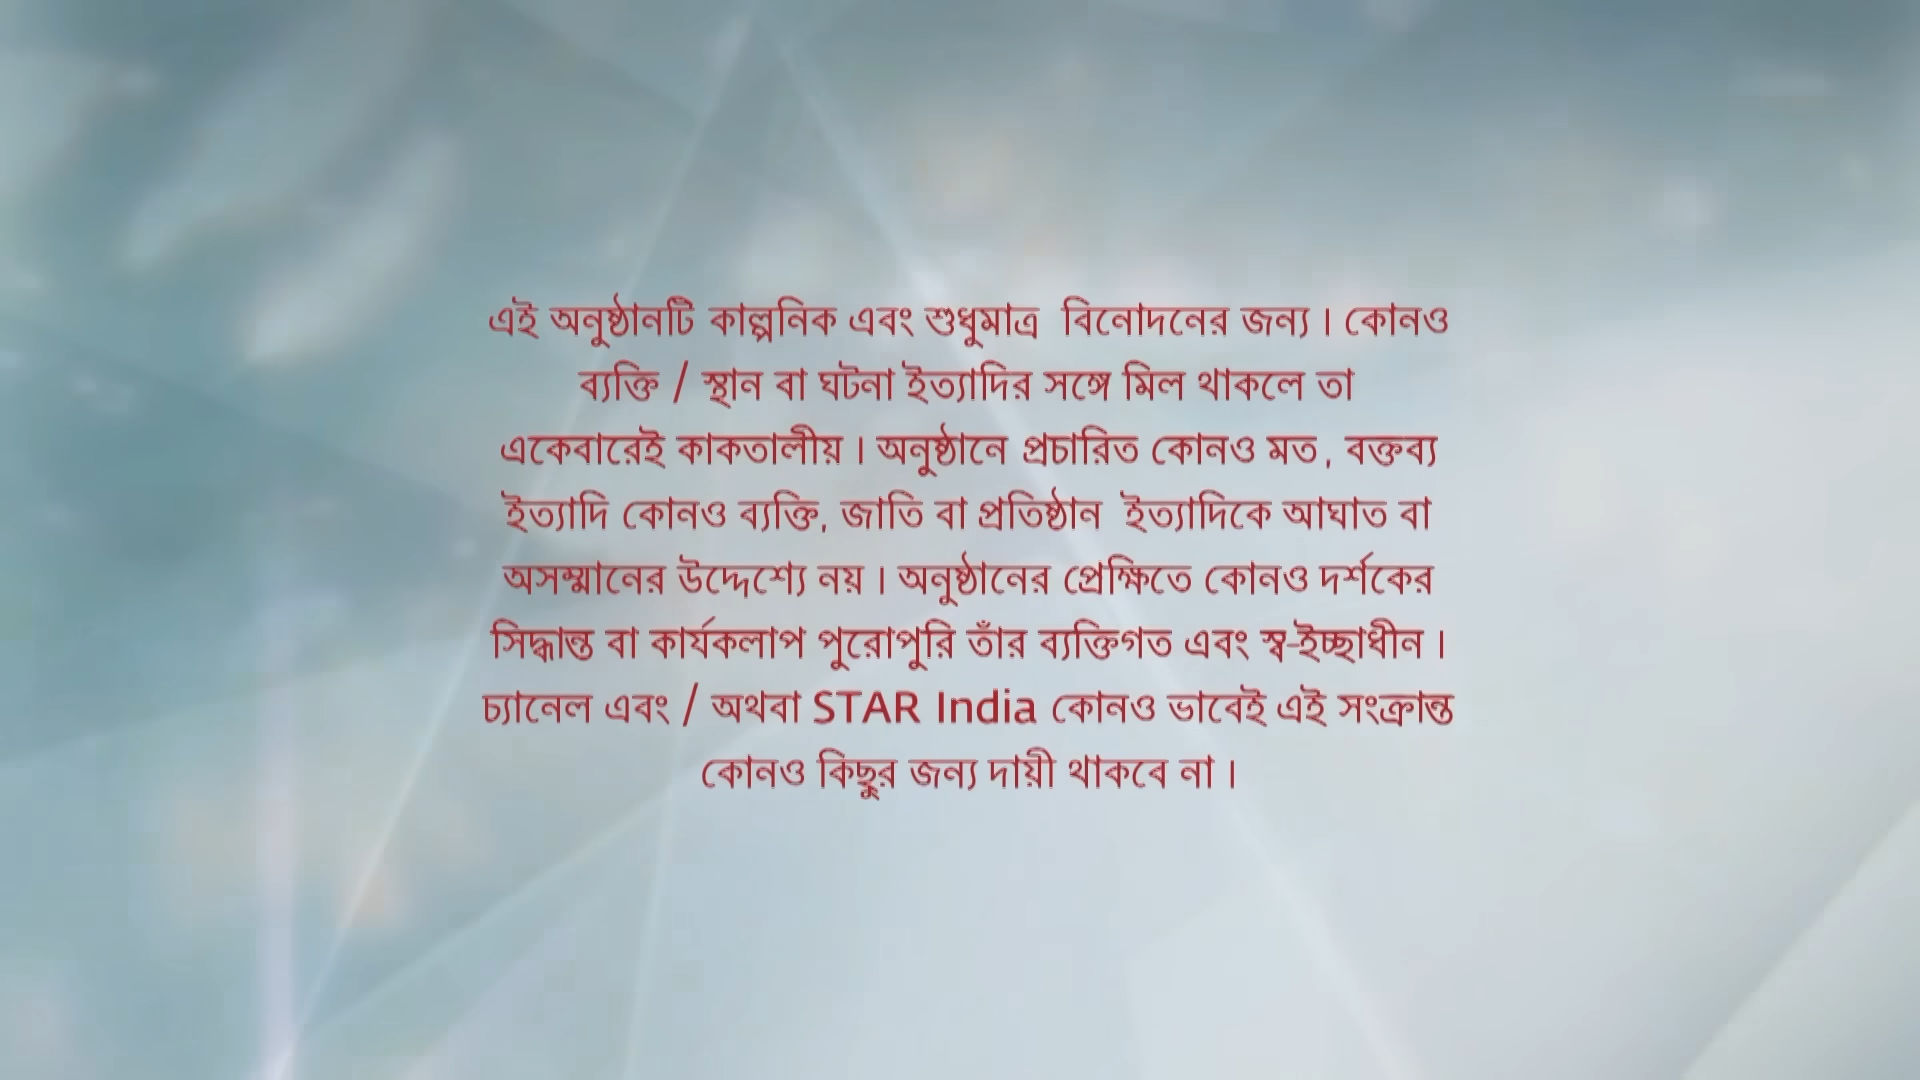 এই অনুষ্ঠানটি কাল্পনিক এবং শুধুমাত্র বিনোদনের জন্য । কোনও
ব্যক্তি / স্থান বা ঘটনা ইত্যাদির সঙ্গে মিল থাকলে তা
একেবারেই কাকতালীয় । অনুষ্ঠানে প্রচারিত কোনও মত , বক্তব্য
ইত্যাদি কোনও ব্যক্তি, জাতি বা প্রতিষ্ঠান ইত্যাদিকে আঘাত বা
অসম্মানের উদ্দেশ্যে নয় । অনুষ্ঠানের প্রেক্ষিতে কোনও দর্শকের
সিদ্ধান্ত বা কার্যকলাপ পুরোপুরি তাঁর ব্যক্তিগত এবং স্ব-ইচ্ছাধীন ।
চ্যানেল এবং / অথবা STAR India কোনও ভাবেই এই সংক্রান্ত
কোনও কিছুর জন্য দায়ী থাকবে না ।